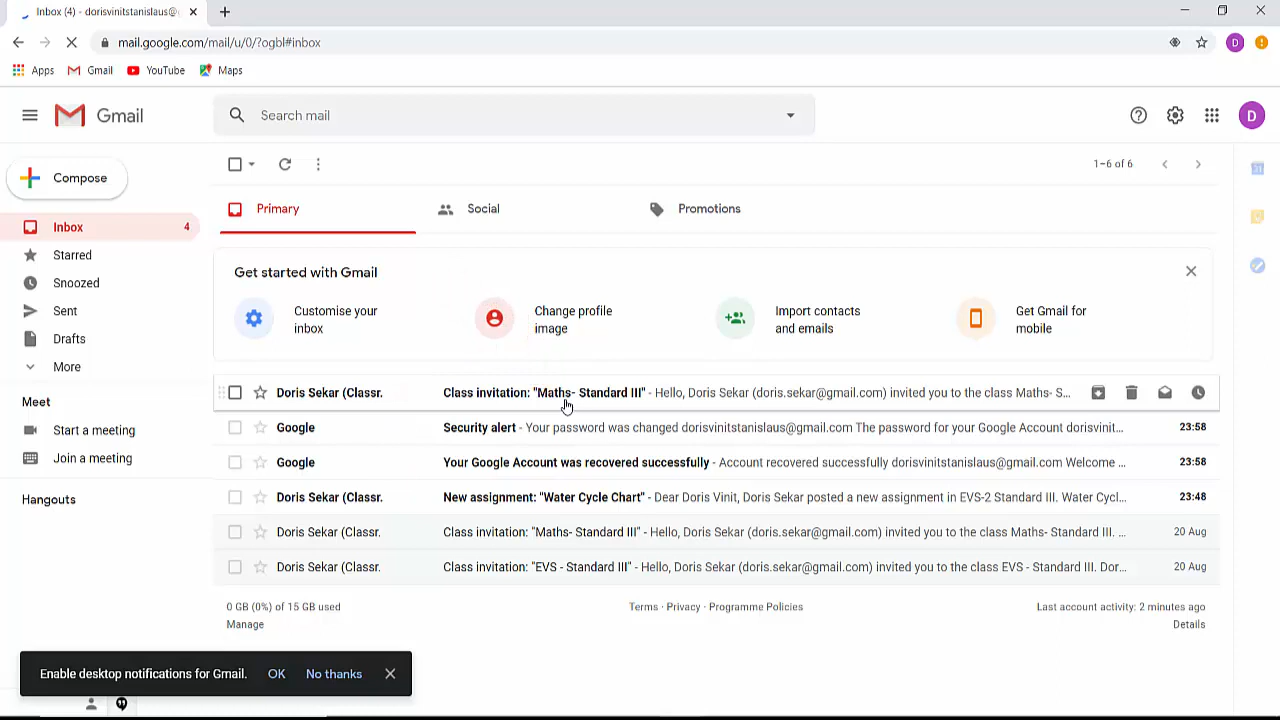 Inbox (4) - dorisvinitstanislaus@
mail.google.com/mail/u/0/?ogbl#inbox
D
Apps
Gmail
YouTube
Maps
Gmail
Search mail
D
Compose
1–6 of 6
31
Primary
Social
Promotions
Inbox
4
Starred
Snoozed
Sent
Drafts
More
Get started with Gmail
Customise your
inbox
Change profile
image
Import contacts
and emails
Get Gmail for
mobile
Doris Sekar (Classr.
Class invitation: "Maths- Standard III" - Hello, Doris Sekar (doris.sekar@gmail.com) invited you to the class Maths- S...
Google
Security alert - Your password was changed dorisvinitstanislaus@gmail.com The password for your Google Account dorisvinit...
23:58
Google
Your Google Account was recovered successfully - Account recovered successfully dorisvinitstanislaus@gmail.com Welcome ...
23:58
Doris Sekar (Classr.
New assignment: "Water Cycle Chart" - Dear Doris Vinit, Doris Sekar posted a new assignment in EVS-2 Standard III. Water Cycl...
23:48
Doris Sekar (Classr.
Class invitation: "Maths- Standard III" - Hello, Doris Sekar (doris.sekar@gmail.com) invited you to the class Maths- Standard III. ...
20 Aug
Doris Sekar (Classr.
Class invitation: "EVS - Standard III" - Hello, Doris Sekar (doris.sekar@gmail.com) invited you to the class EVS - Standard III. Dor...
20 Aug
Meet
Start a meeting
Join a meeting
Hangouts
0 GB (0%) of 15 GB used
Manage
Terms · Privacy · Programme Policies
Last account activity: 2 minutes ago
Details
Enable desktop notifications for Gmail.
OK
No thanks